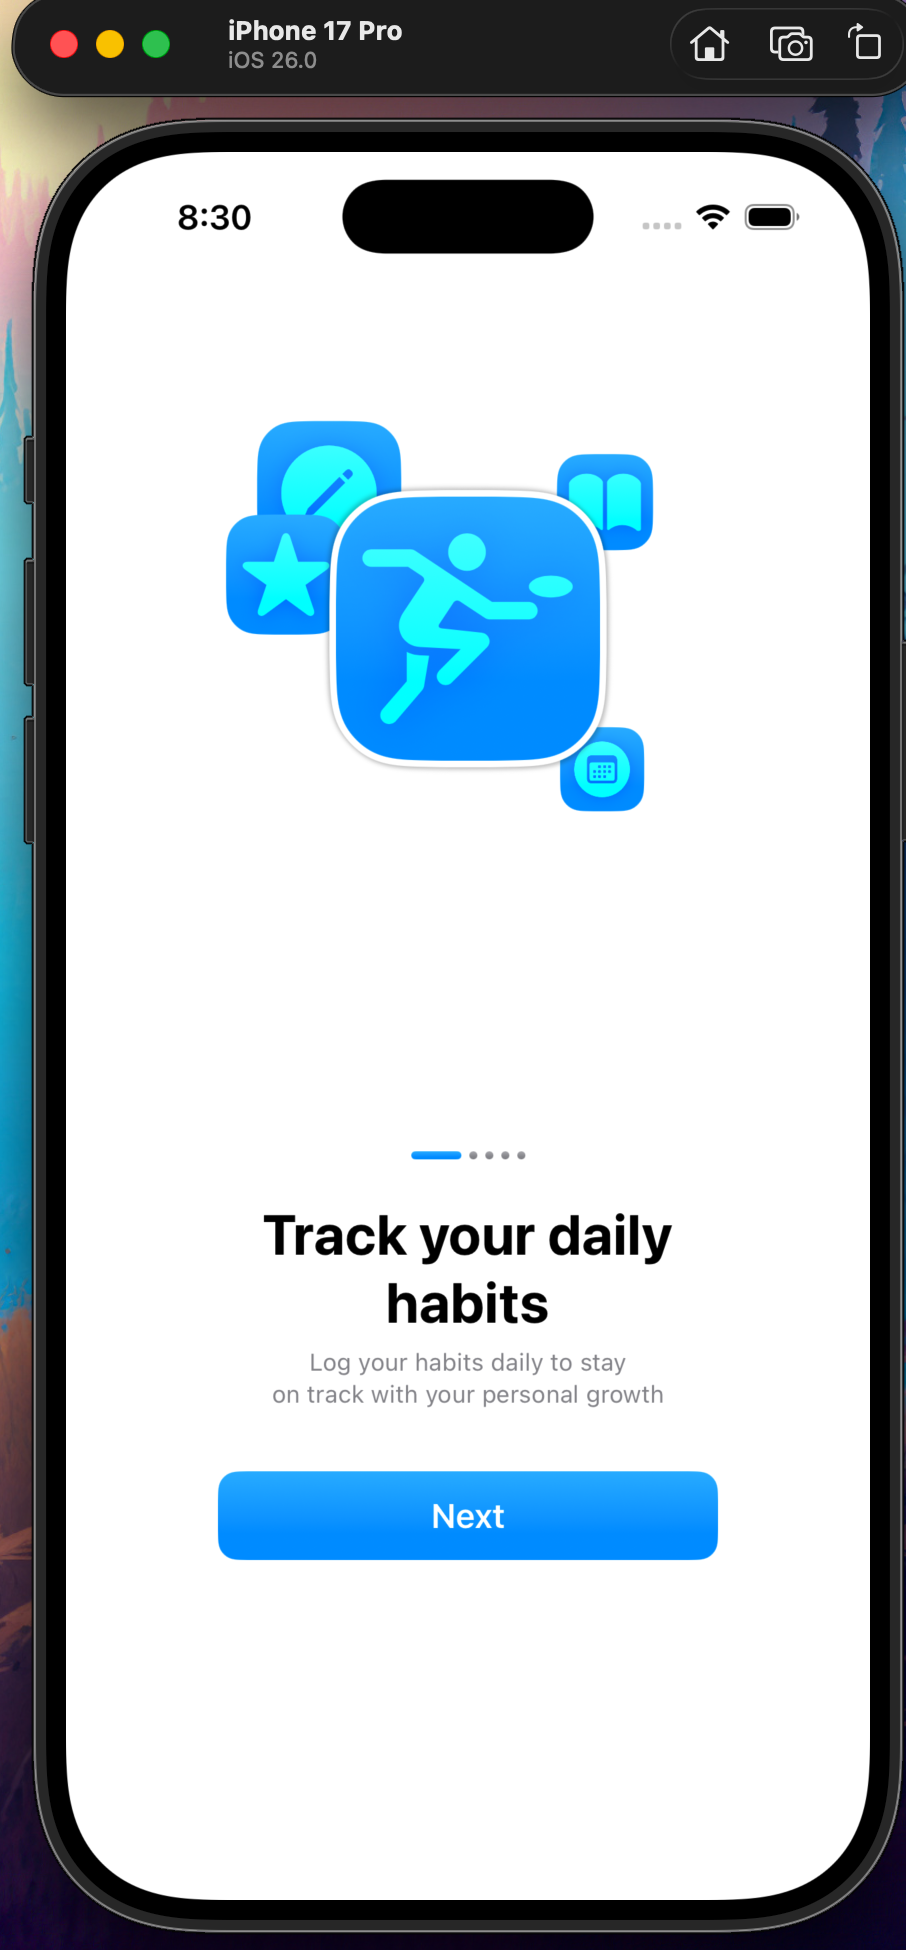 iPhone 17 Pro
iOS 26.0
8:30
Track your daily
habits
Log your habits daily to stay
on track with your personal growth
Next